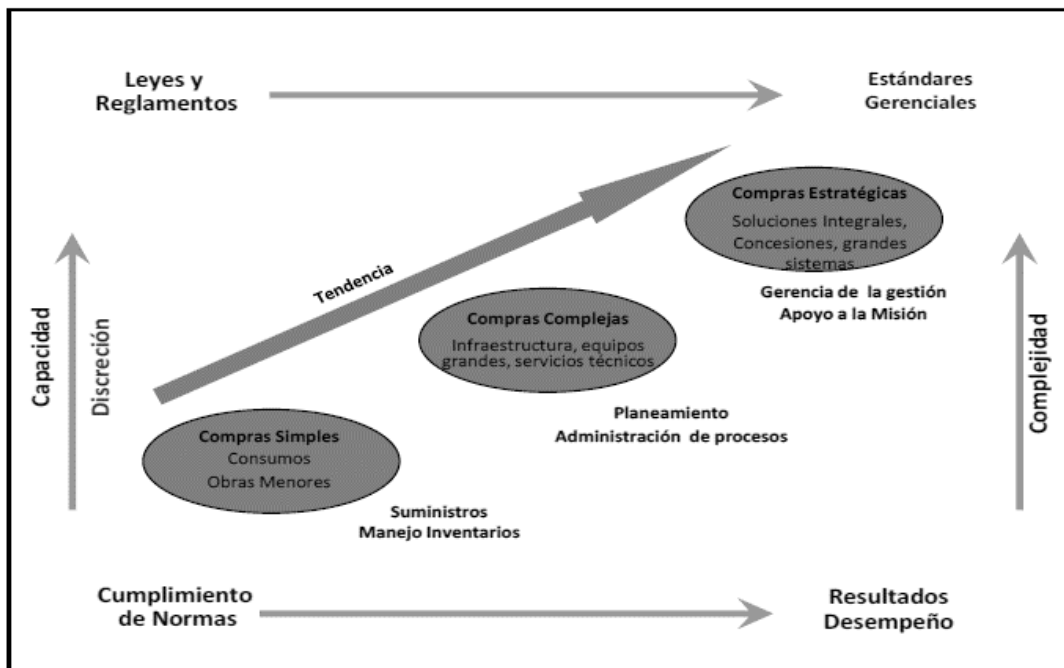 Leyes y
Reglamentos
Estándares
Gerenciales
Compras Estratégicas
Soluciones Integrales,
Concesiones, grandes
sistemas
Gerencia de la gestión
Apoyo a la Misión
Tendencia
Compras Complejas
Infraestructura, equipos
grandes, servicios técnicos
Planeamiento
Administración de procesos
Capacidad
Discreción
Complejidad
Compras Simples
Consumos
Obras Menores
Suministros
Manejo Inventarios
Cumplimiento
de Normas
Resultados
Desempeño